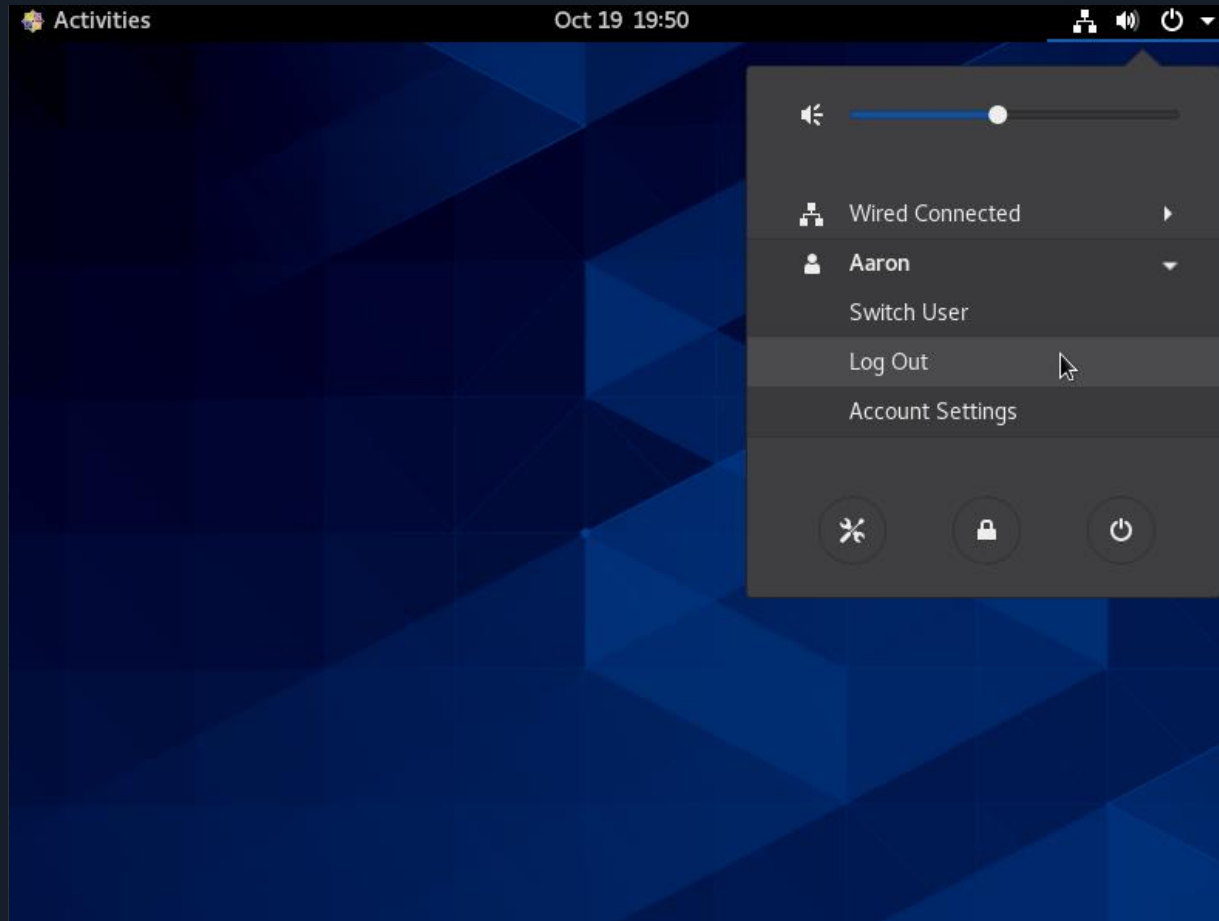 Activities
Oct 19 19:50
Wired Connected
Aaron
Switch User
Log Out
Account Settings